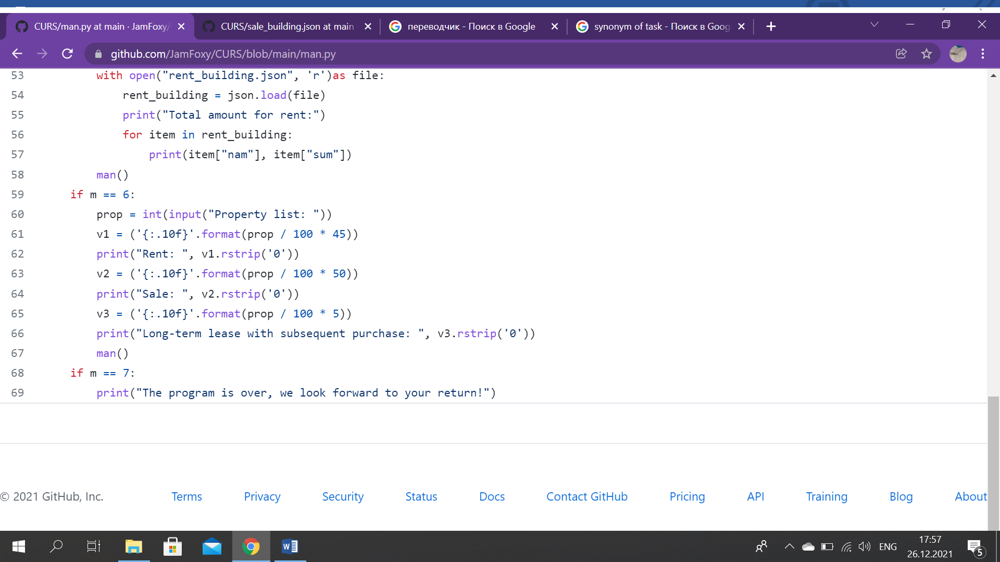 CURS/man.py at main · JamFoxy/
CURS/sale_building.json at main
переводчик - Поиск в Google
synonym of task - Поиск в Goog
github.com/JamFoxy/CURS/blob/main/man.py
53 with open("rent_building.json", 'r')as file:
54 rent_building = json.load(file)
55 print("Total amount for rent:")
56 for item in rent_building:
57 print(item["nam"], item["sum"])
58 man()
59 if m == 6:
60 prop = int(input("Property list: "))
61 v1 = ('{:.10f}'.format(prop / 100 * 45))
62 print("Rent: ", v1.rstrip('0'))
63 v2 = ('{:.10f}'.format(prop / 100 * 50))
64 print("Sale: ", v2.rstrip('0'))
65 v3 = ('{:.10f}'.format(prop / 100 * 5))
66 print("Long-term lease with subsequent purchase: ", v3.rstrip('0'))
67 man()
68 if m == 7:
69 print("The program is over, we look forward to your return!")
© 2021 GitHub, Inc. Terms Privacy Security Status Docs Contact GitHub Pricing API Training Blog About
W ENG 17:57
26.12.2021 5